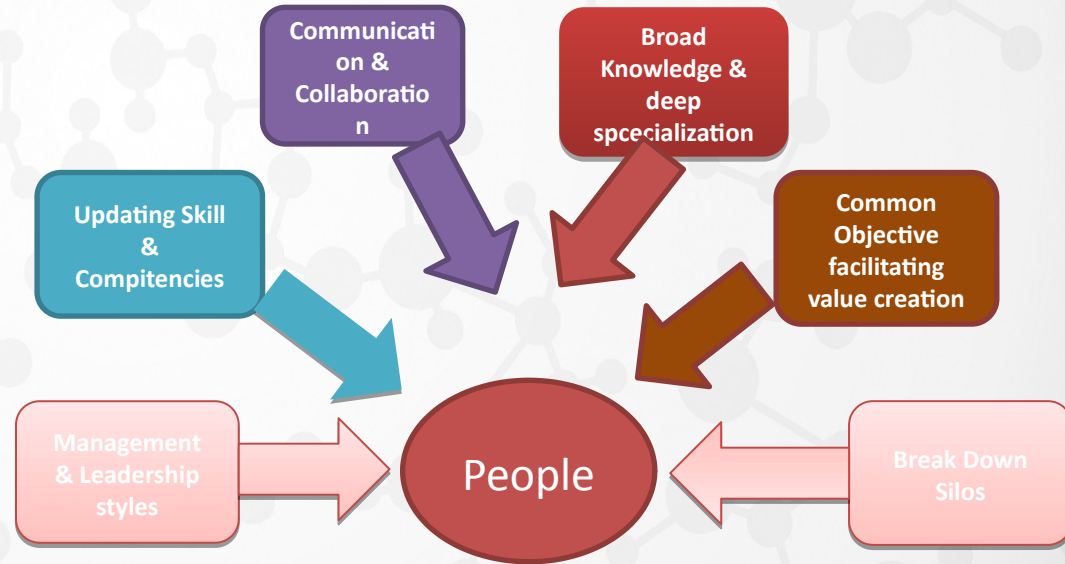 Communicati
on &
Collaboratio
n
Broad
Knowledge &
deep
spcecialization
Updating Skill
&
Compitencies
Common
Objective
facilitating
value creation
Management
& Leadership
styles
People
Break Down
Silos